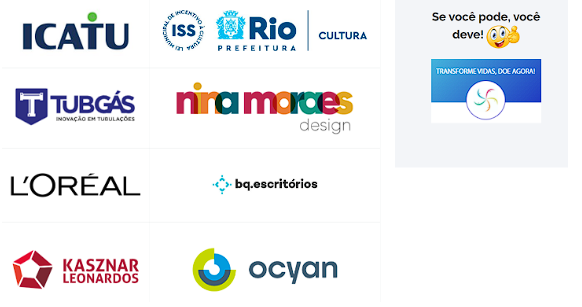 ICATU
LEI MUNICIPAL DE INCENTIVO À CULTURA
ISS
Rio
PREFEITURA
CULTURA
TUBGÁS
INOVAÇÃO EM TUBULAÇÕES
nina moraes
design
L'ORÉAL
bq.escritórios
KASZNAR
LEONARDOS
ocyan
Se você pode, você
deve!
TRANSFORME VIDAS, DOE AGORA!